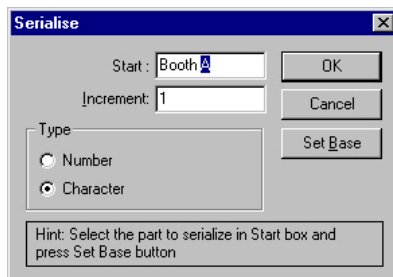 Serialise
Start : Booth A
OK
Increment: 1
Cancel
Type
Set Base
Number
Character
Hint: Select the part to serialize in Start box and
press Set Base button